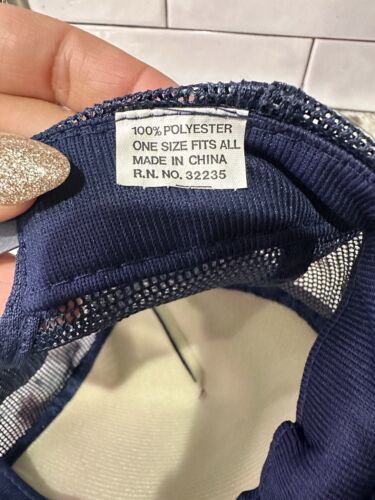 100% POLYESTER
ONE SIZE FITS ALL
MADE IN CHINA
R.N. NO. 32235